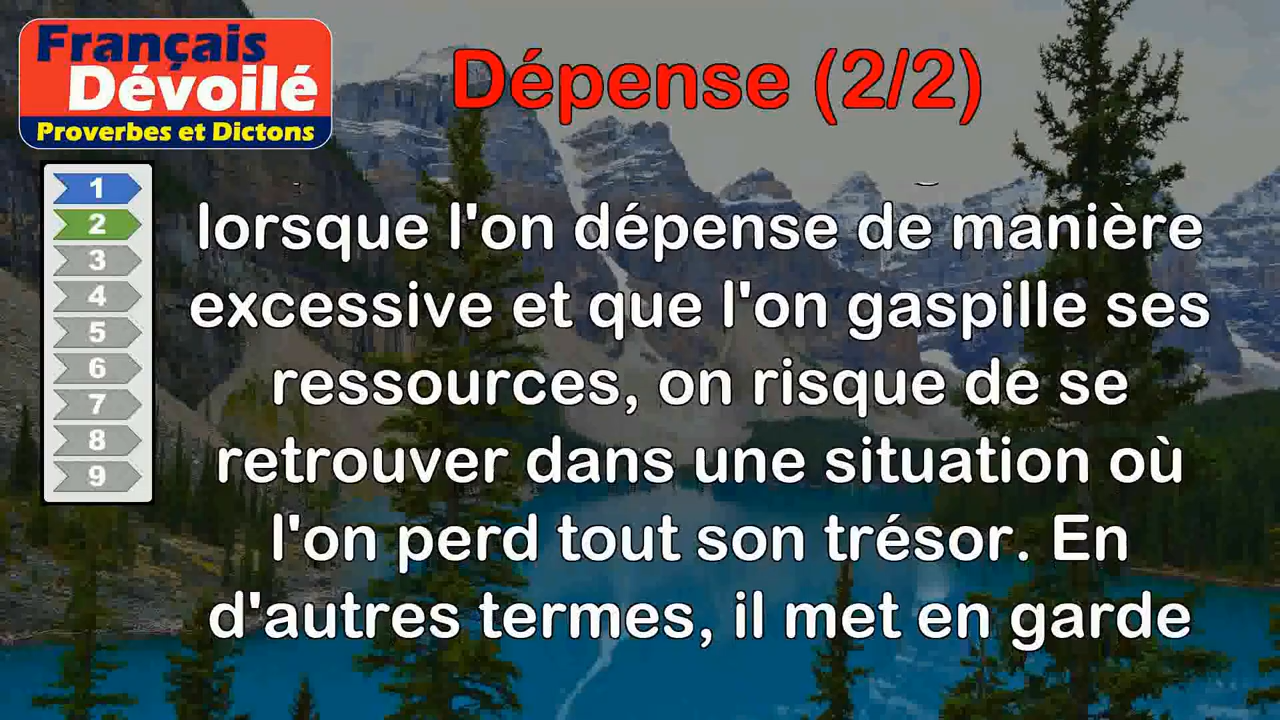 Français
Dévoilé
Proverbes et Dictons
Dépense (2/2)
1
2
3
4
5
6
7
8
9
lorsque l'on dépense de manière
excessive et que l'on gaspille ses
ressources, on risque de se
retrouver dans une situation où
l'on perd tout son trésor. En
d'autres termes, il met en garde